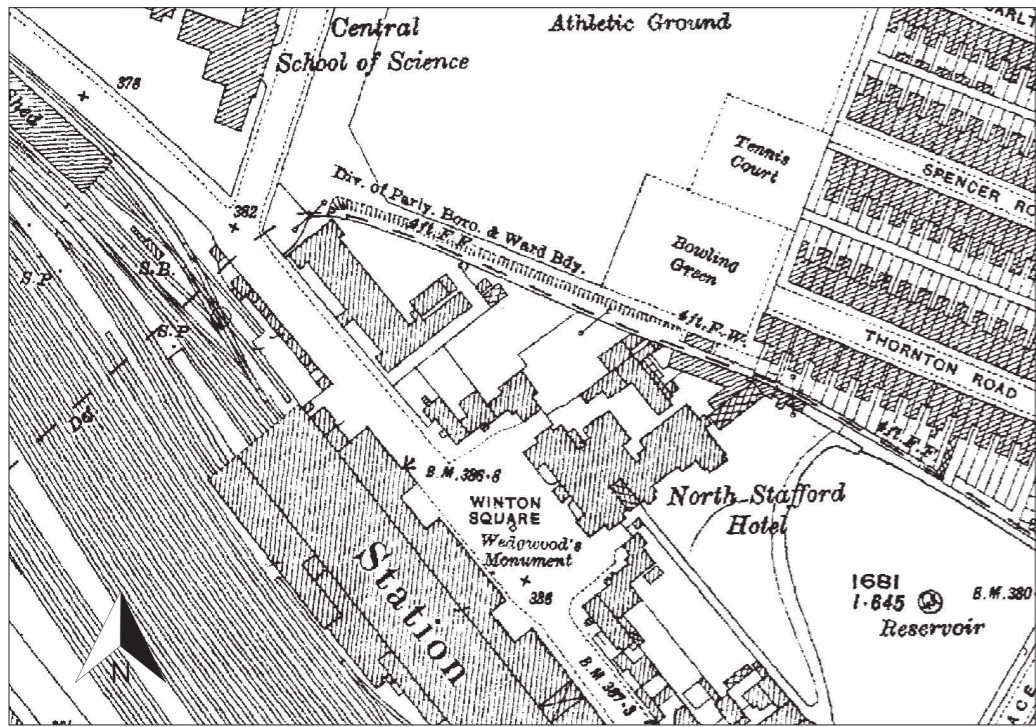 Central
School of Science
Athletic Ground
378
hed
362
S.P.
S.B.
S.P.
Div. of Parly. Boro. & Ward Bdy.
4ft. F.F.
Tennis
Court
Bowling
Green
4ft. F.W.
SPENCER R
THORNTON ROAD
4ft. F.F.
B.M. 386·8
WINTON
SQUARE
Wedgwood's
Monument
386
North Stafford
Hotel
1681
1·645
Reservoir
B.M. 380
Station
B.M. 387·3
N